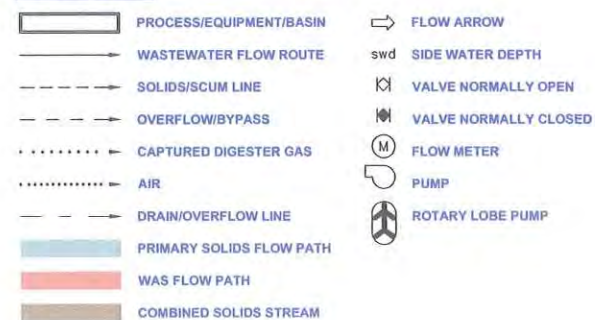 PROCESS/EQUIPMENT/BASIN
WASTEWATER FLOW ROUTE
SOLIDS/SCUM LINE
OVERFLOW/BYPASS
CAPTURED DIGESTER GAS
AIR
DRAIN/OVERFLOW LINE
PRIMARY SOLIDS FLOW PATH
WAS FLOW PATH
COMBINED SOLIDS STREAM
FLOW ARROW
swd SIDE WATER DEPTH
VALVE NORMALLY OPEN
VALVE NORMALLY CLOSED
M FLOW METER
PUMP
ROTARY LOBE PUMP